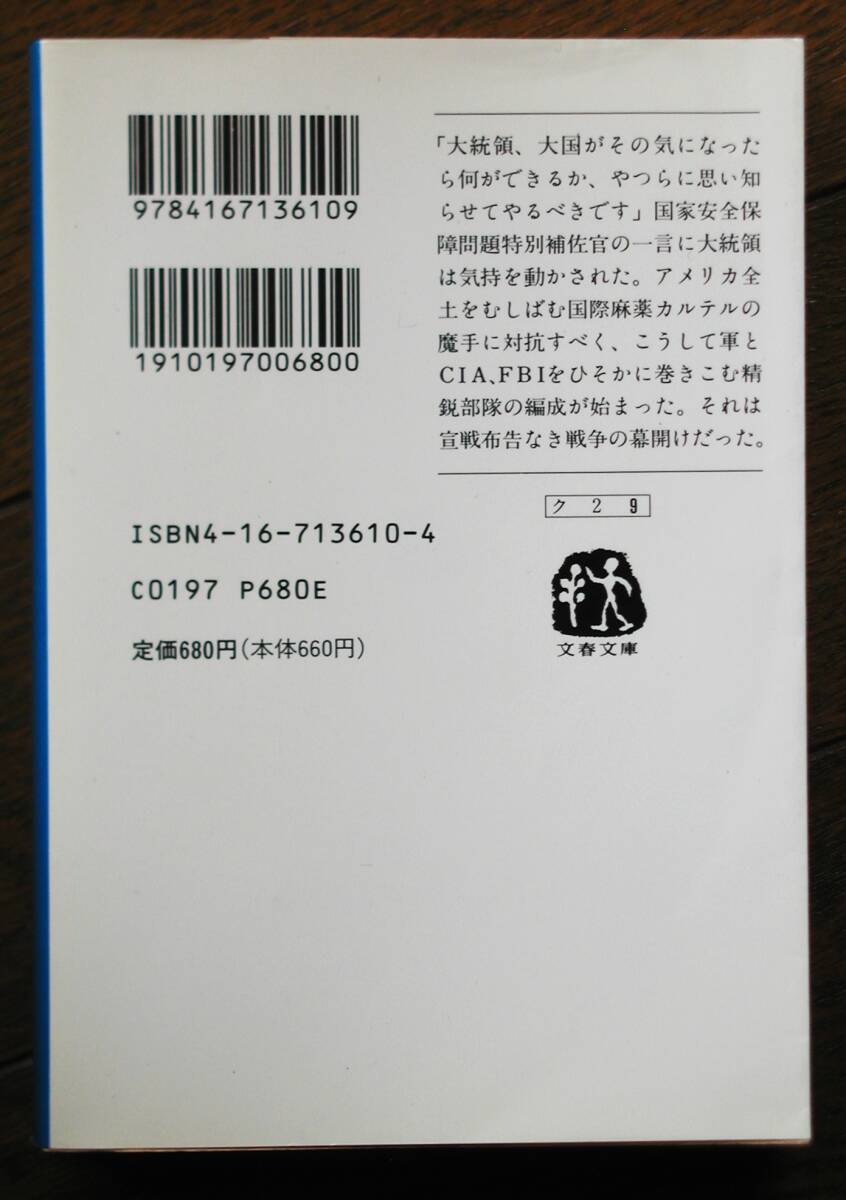 9784167136109
1910197006800
「大統領、大国がその気になった
ら何ができるか、やつらに思い知
らせてやるべきです」国家安全保
障問題特別補佐官の一言に大統領
は気持を動かされた。アメリカ全
土をむしばむ国際麻薬カルテルの
魔手に対抗すべく、こうして軍と
CIA、FBIをひそかに巻きこむ精
鋭部隊の編成が始まった。それは
宣戦布告なき戦争の幕開けだった。
ISBN4-16-713610-4
C0197 P680E
定価680円(本体660円)
ク 2 9
文春文庫